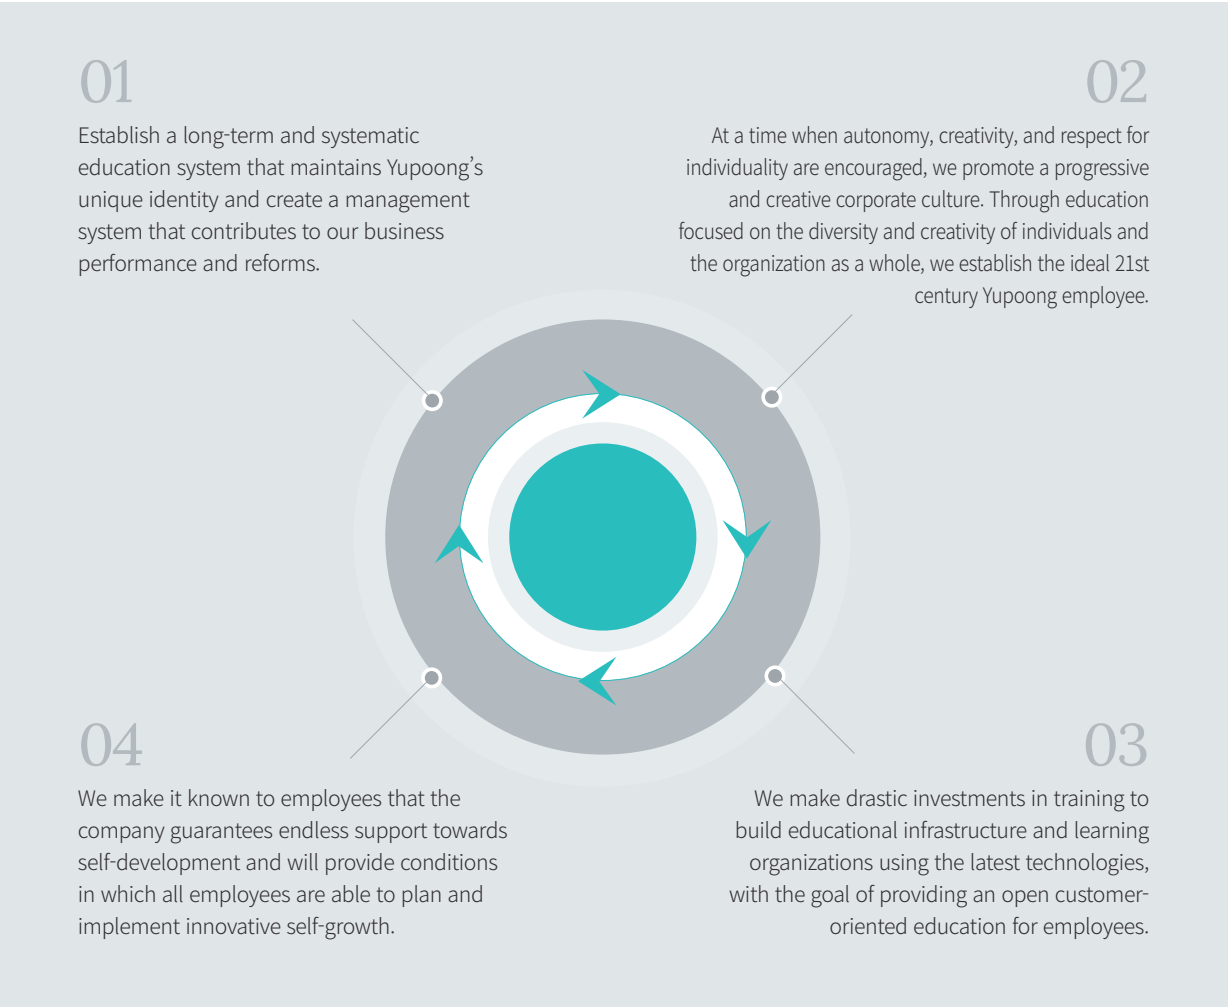 01
Establish a long-term and systematic
education system that maintains Yupoong’s
unique identity and create a management
system that contributes to our business
performance and reforms.
02
At a time when autonomy, creativity, and respect for
individuality are encouraged, we promote a progressive
and creative corporate culture. Through education
focused on the diversity and creativity of individuals and
the organization as a whole, we establish the ideal 21st
century Yupoong employee.
03
We make drastic investments in training to
build educational infrastructure and learning
organizations using the latest technologies,
with the goal of providing an open customer-
oriented education for employees.
04
We make it known to employees that the
company guarantees endless support towards
self-development and will provide conditions
in which all employees are able to plan and
implement innovative self-growth.